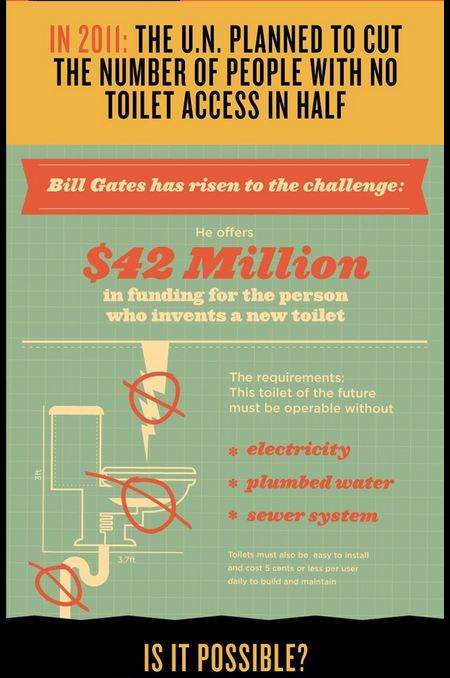 IN 2011: THE U.N. PLANNED TO CUT
THE NUMBER OF PEOPLE WITH NO
TOILET ACCESS IN HALF
Bill Gates has risen to the challenge:
He offers
$42 Million
in funding for the person
who invents a new toilet
The requirements:
This toilet of the future
must be operable without
* electricity
* plumbed water
* sewer system
3ft
3.7ft
Toilets must also be easy to install
and cost 5 cents or less per user
daily to build and maintain
IS IT POSSIBLE?